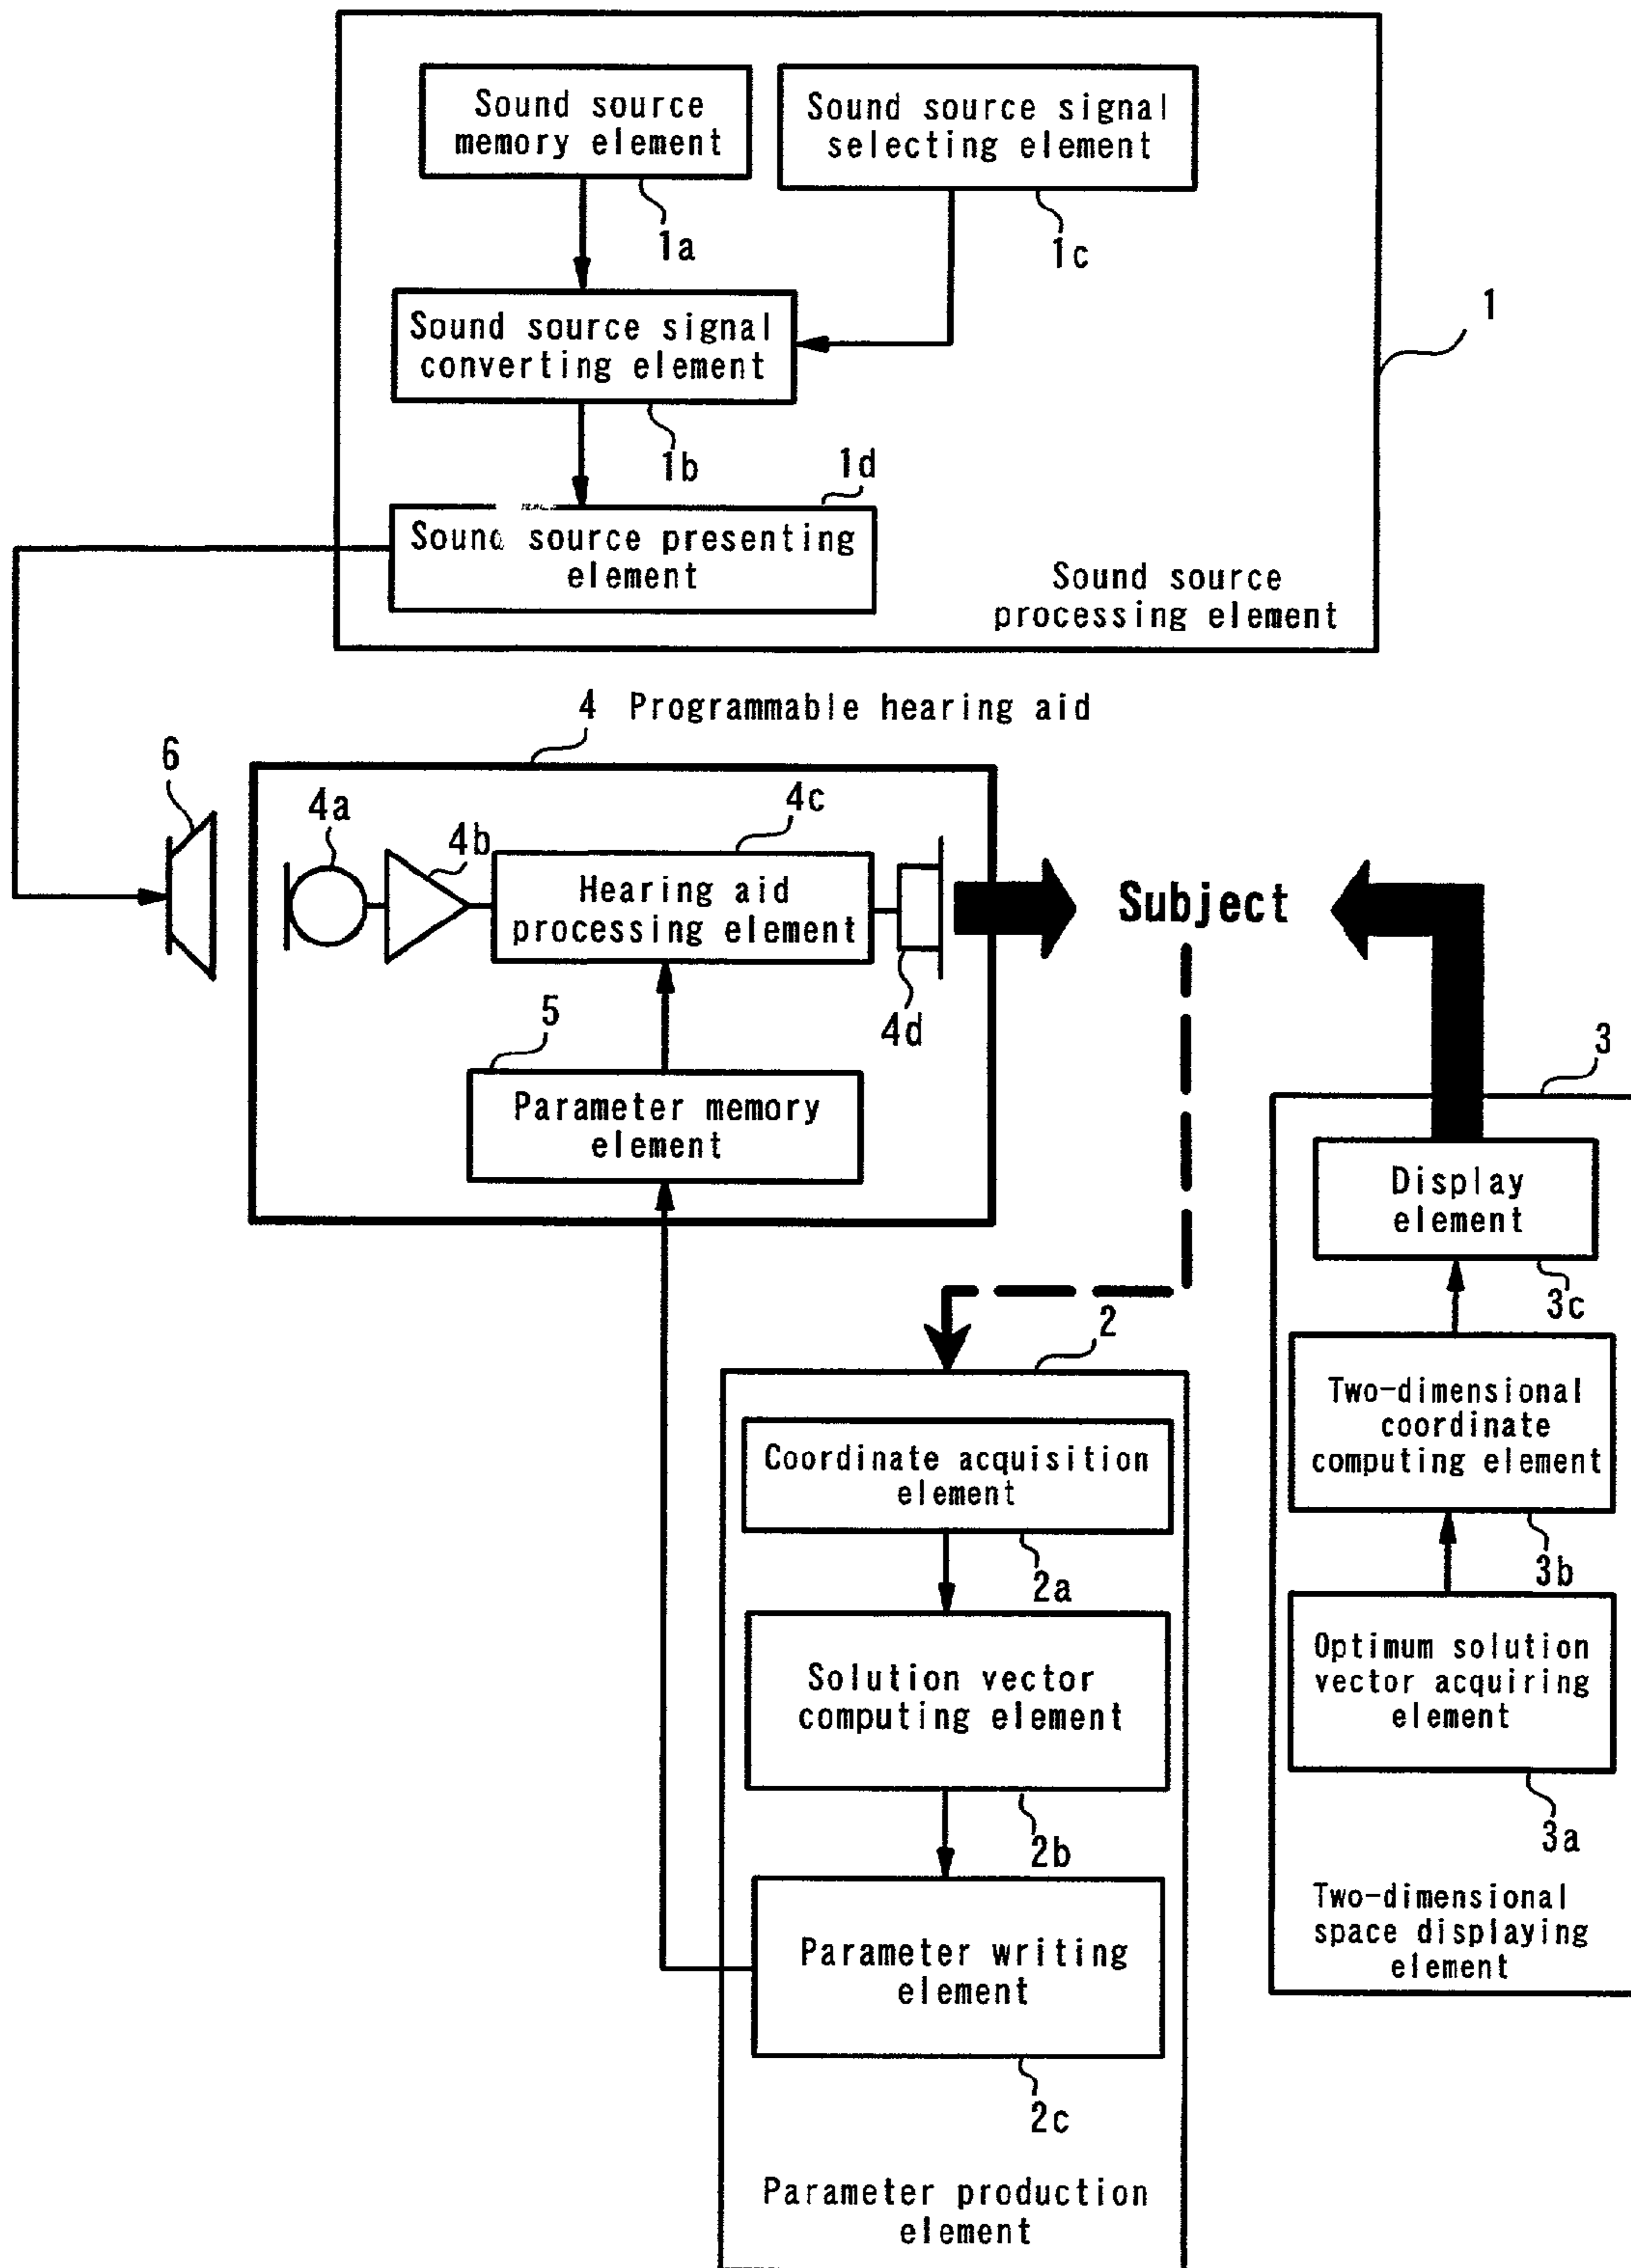 Sound source
memory element
1a
Sound source signal
selecting element
1c
Sound source signal
converting element
1b
1
1d
Sound source presenting
element
Sound source
processing element
4 Programmable hearing aid
6
4a
4b
4c
Hearing aid
processing element
4d
Subject
5
Parameter memory
element
3
Display
element
3c
Two-dimensional
coordinate
computing element
3b
Optimum solution
vector acquiring
element
3a
Two-dimensional
space displaying
element
2
Coordinate acquisition
element
2a
Solution vector
computing element
2b
Parameter writing
element
2c
Parameter production
element